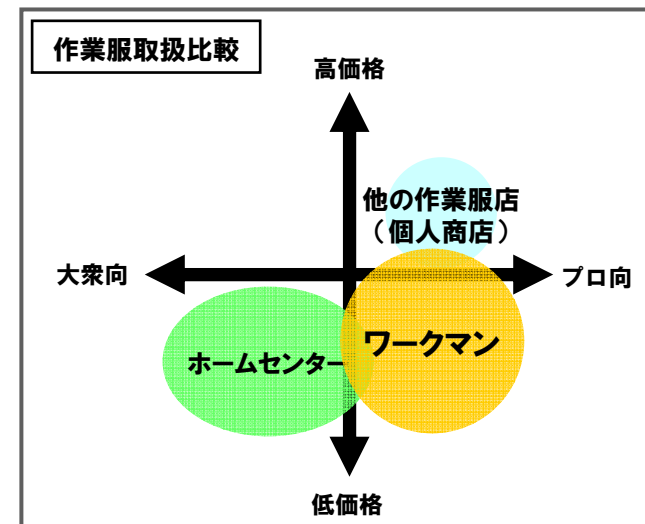 作業服取扱比較
高価格
他の作業服店
（個人商店）
大衆向
プロ向
ワークマン
ホームセンター
低価格